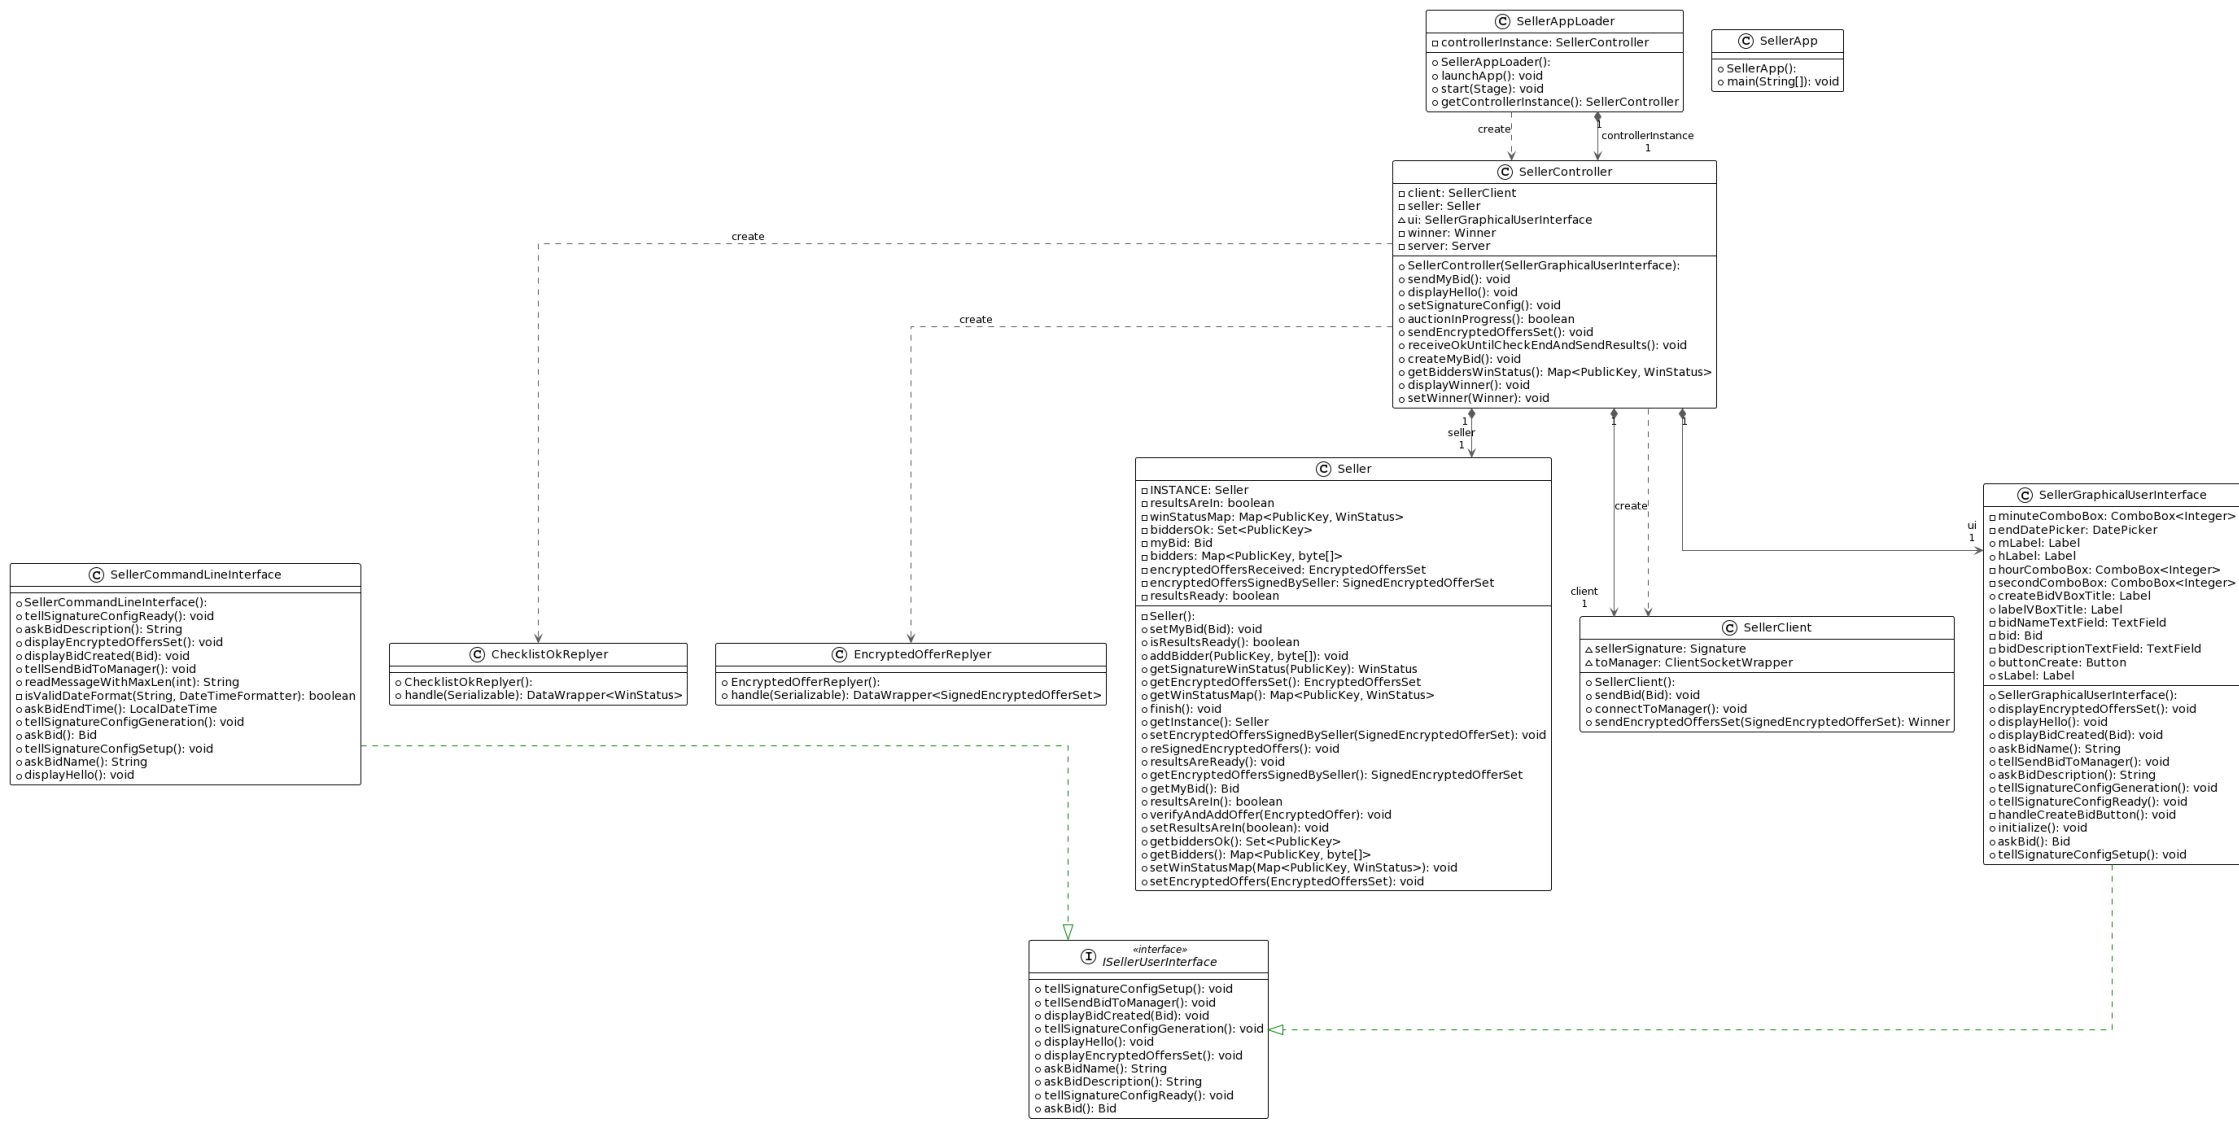 SellerAppLoader
controllerInstance: SellerController
SellerAppLoader():
launchApp(): void
start(Stage): void
getControllerInstance(): SellerController
SellerApp
SellerApp():
main(String[]): void
create
1
controllerInstance
1
SellerController
client: SellerClient
seller: Seller
ui: SellerGraphicalUserInterface
winner: Winner
server: Server
SellerController(SellerGraphicalUserInterface):
sendMyBid(): void
displayHello(): void
setSignatureConfig(): void
auctionInProgress(): boolean
sendEncryptedOffersSet(): void
receiveOkUntilCheckEndAndSendResults(): void
createMyBid(): void
getBiddersWinStatus(): Map<PublicKey, WinStatus>
displayWinner(): void
setWinner(Winner): void
create
create
1
seller
1
1
create
client
1
1
ui
1
Seller
INSTANCE: Seller
resultsAreIn: boolean
winStatusMap: Map<PublicKey, WinStatus>
biddersOk: Set<PublicKey>
myBid: Bid
bidders: Map<PublicKey, byte[]>
encryptedOffersReceived: EncryptedOffersSet
encryptedOffersSignedBySeller: SignedEncryptedOfferSet
resultsReady: boolean
Seller():
setMyBid(Bid): void
isResultsReady(): boolean
addBidder(PublicKey, byte[]): void
getSignatureWinStatus(PublicKey): WinStatus
getEncryptedOffersSet(): EncryptedOffersSet
getWinStatusMap(): Map<PublicKey, WinStatus>
finish(): void
getInstance(): Seller
setEncryptedOffersSignedBySeller(SignedEncryptedOfferSet): void
reSignedEncryptedOffers(): void
resultsAreReady(): void
getEncryptedOffersSignedBySeller(): SignedEncryptedOfferSet
getMyBid(): Bid
resultsAreIn(): boolean
verifyAndAddOffer(EncryptedOffer): void
setResultsAreIn(boolean): void
getbiddersOk(): Set<PublicKey>
getBidders(): Map<PublicKey, byte[]>
setWinStatusMap(Map<PublicKey, WinStatus>): void
setEncryptedOffers(EncryptedOffersSet): void
SellerGraphicalUserInterface
minuteComboBox: ComboBox<Integer>
endDatePicker: DatePicker
mLabel: Label
hLabel: Label
hourComboBox: ComboBox<Integer>
secondComboBox: ComboBox<Integer>
createBidVBoxTitle: Label
labelVBoxTitle: Label
bidNameTextField: TextField
bid: Bid
bidDescriptionTextField: TextField
buttonCreate: Button
sLabel: Label
SellerGraphicalUserInterface():
displayEncryptedOffersSet(): void
displayHello(): void
displayBidCreated(Bid): void
askBidName(): String
tellSendBidToManager(): void
askBidDescription(): String
tellSignatureConfigGeneration(): void
tellSignatureConfigReady(): void
handleCreateBidButton(): void
initialize(): void
askBid(): Bid
tellSignatureConfigSetup(): void
SellerCommandLineInterface
SellerCommandLineInterface():
tellSignatureConfigReady(): void
askBidDescription(): String
displayEncryptedOffersSet(): void
displayBidCreated(Bid): void
tellSendBidToManager(): void
readMessageWithMaxLen(int): String
isValidDateFormat(String, DateTimeFormatter): boolean
askBidEndTime(): LocalDateTime
tellSignatureConfigGeneration(): void
askBid(): Bid
tellSignatureConfigSetup(): void
askBidName(): String
displayHello(): void
ChecklistOkReplyer
ChecklistOkReplyer():
handle(Serializable): DataWrapper<WinStatus>
EncryptedOfferReplyer
EncryptedOfferReplyer():
handle(Serializable): DataWrapper<SignedEncryptedOfferSet>
SellerClient
sellerSignature: Signature
toManager: ClientSocketWrapper
SellerClient():
sendBid(Bid): void
connectToManager(): void
sendEncryptedOffersSet(SignedEncryptedOfferSet): Winner
«interface»
ISellerUserInterface
tellSignatureConfigSetup(): void
tellSendBidToManager(): void
displayBidCreated(Bid): void
tellSignatureConfigGeneration(): void
displayHello(): void
displayEncryptedOffersSet(): void
askBidName(): String
askBidDescription(): String
tellSignatureConfigReady(): void
askBid(): Bid